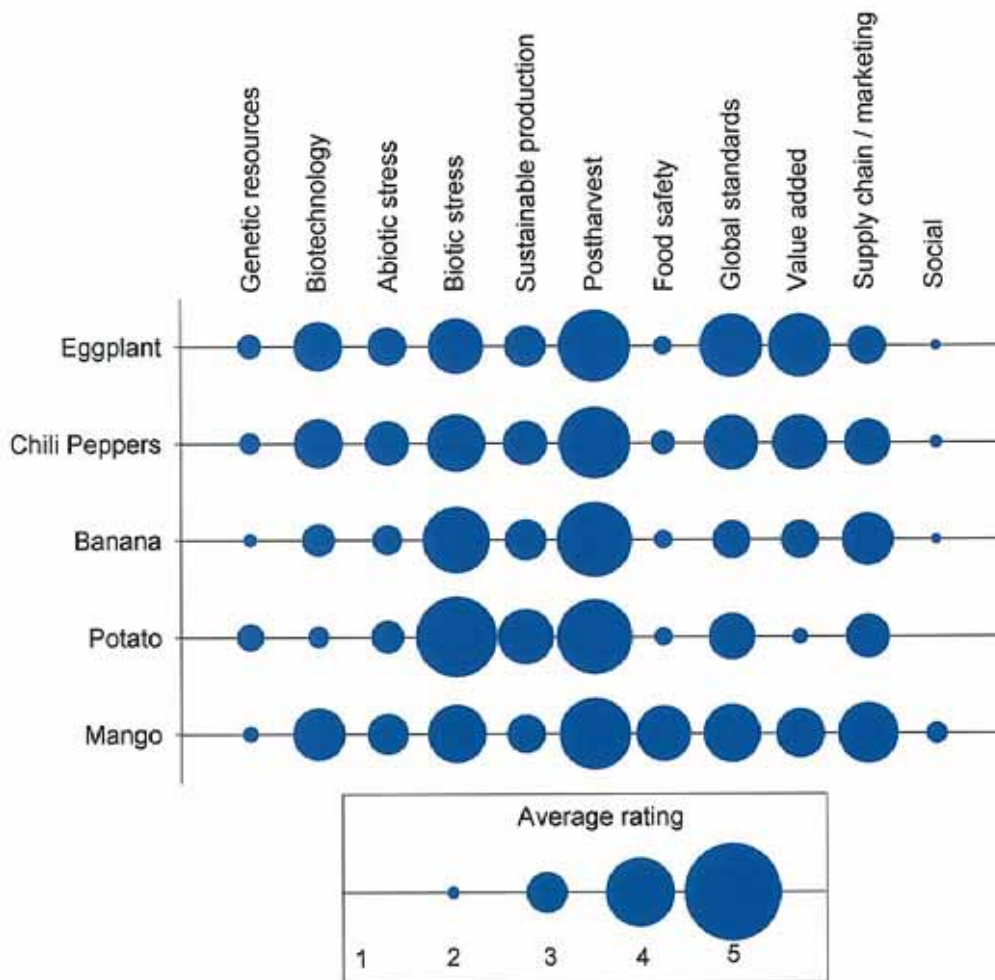 Genetic resources
Biotechnology
Abiotic stress
Biotic stress
Sustainable production
Postharvest
Food safety
Global standards
Value added
Supply chain / marketing
Social
Eggplant
Chili Peppers
Banana
Potato
Mango
Average rating
1 2 3 4 5